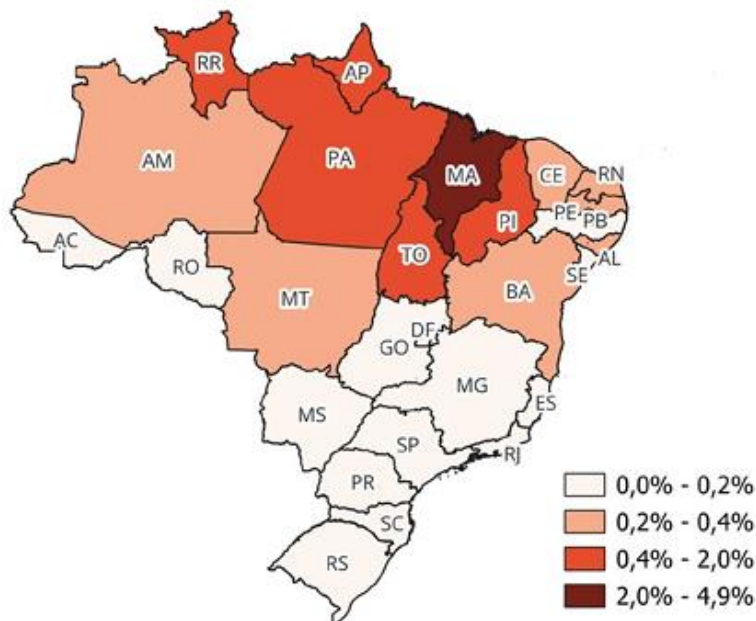 RR
AP
AM
PA
MA
CE
RN
PE
PB
PI
AC
TO
AL
RO
SE
MT
BA
DF
GO
MG
MS
ES
SP
RJ
PR
SC
RS
0,0% - 0,2%
0,2% - 0,4%
0,4% - 2,0%
2,0% - 4,9%